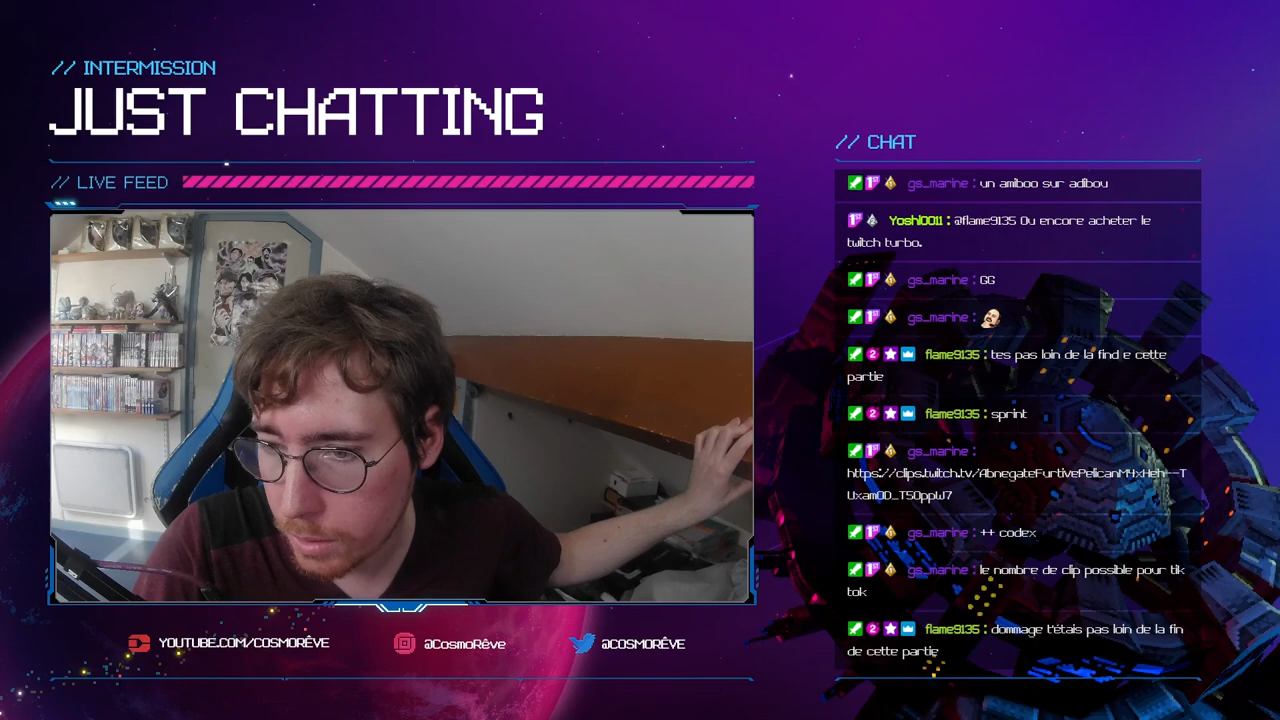 // INTERMISSION
JUST CHATTING
// LIVE FEED
YOUTUBE.COM/COSMORÊVE
@CosmoRêve
@COSMORÊVE
// CHAT
gs_marine : un amiboo sur adibou
Yoshi0011 : @flame9135 Ou encore acheter le
twitch turbo.
gs_marine : GG
gs_marine :
flame9135 : tes pas loin de la find e cette
partie
flame9135 : sprint
gs_marine :
https://clips.twitch.tv/AbnegateFurtivePelicanM4xHeh--T
gs_marine : ++ codex
gs_marine : le nombre de clip possible pour tik
tok
flame9135 : dommage t'étais pas loin de la fin
de cette partie